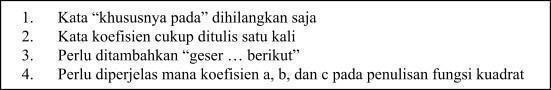 1. Kata “khususnya pada” dihilangkan saja
2. Kata koefisien cukup ditulis satu kali
3. Perlu ditambahkan “geser … berikut”
4. Perlu diperjelas mana koefisien a, b, dan c pada penulisan fungsi kuadrat